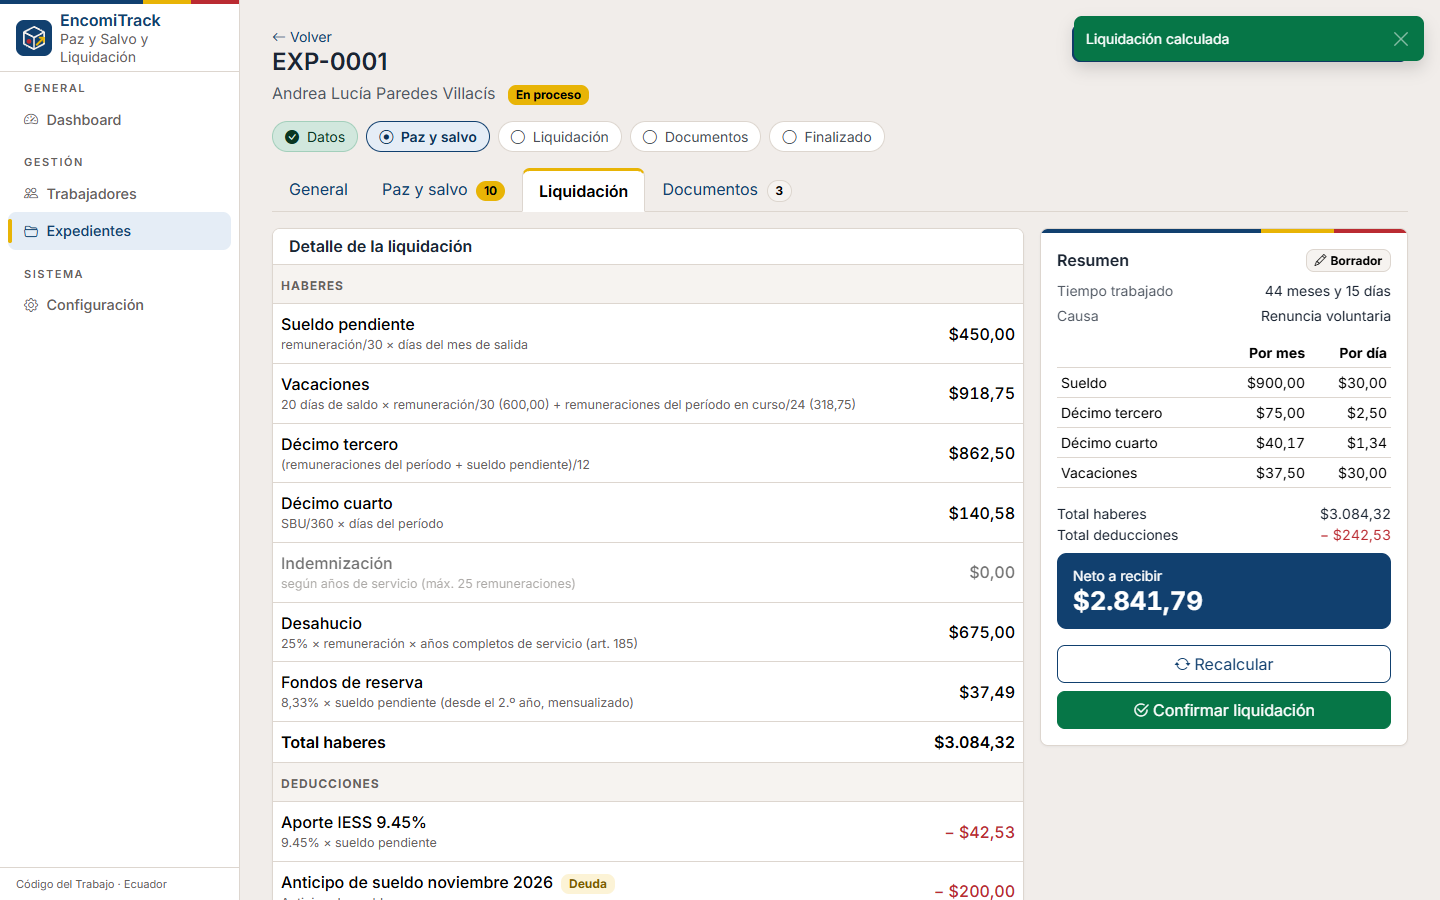 EncomiTrack
Paz y Salvo y
Liquidación
GENERAL
Dashboard
GESTIÓN
Trabajadores
Expedientes
SISTEMA
Configuración
Código del Trabajo · Ecuador
← Volver
EXP-0001
Andrea Lucía Paredes Villacís En proceso
Datos Paz y salvo Liquidación Documentos Finalizado
General Paz y salvo 10 Liquidación Documentos 3
Liquidación calculada
Detalle de la liquidación
HABERES
Sueldo pendiente $450,00
remuneración/30 × días del mes de salida
Vacaciones $918,75
20 días de saldo × remuneración/30 (600,00) + remuneraciones del período en curso/24 (318,75)
Décimo tercero $862,50
(remuneraciones del período + sueldo pendiente)/12
Décimo cuarto $140,58
SBU/360 × días del período
Indemnización $0,00
según años de servicio (máx. 25 remuneraciones)
Desahucio $675,00
25% × remuneración × años completos de servicio (art. 185)
Fondos de reserva $37,49
8,33% × sueldo pendiente (desde el 2.º año, mensualizado)
Total haberes $3.084,32
DEDUCCIONES
Aporte IESS 9.45% − $42,53
9.45% × sueldo pendiente
Anticipo de sueldo noviembre 2026 Deuda − $200,00
Resumen Borrador
Tiempo trabajado 44 meses y 15 días
Causa Renuncia voluntaria
Por mes Por día
Sueldo $900,00 $30,00
Décimo tercero $75,00 $2,50
Décimo cuarto $40,17 $1,34
Vacaciones $37,50 $30,00
Total haberes $3.084,32
Total deducciones − $242,53
Neto a recibir
$2.841,79
Recalcular
Confirmar liquidación